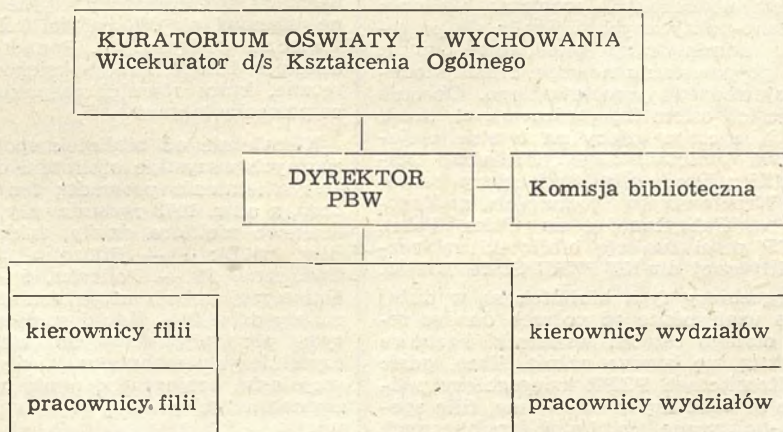 KURATORIUM OŚWIATY I WYCHOWANIA
Wicekurator d/s Kształcenia Ogólnego
DYREKTOR
PBW
Komisja biblioteczna
kierownicy filii
pracownicy filii
kierownicy wydziałów
pracownicy wydziałów